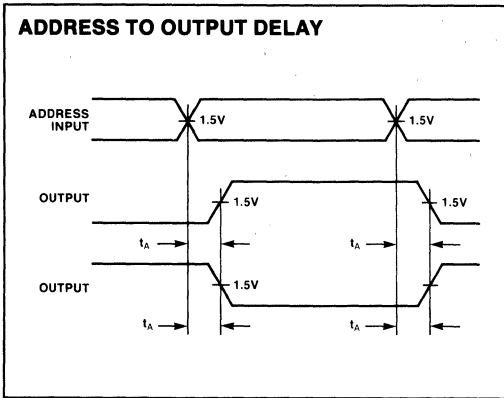 ADDRESS TO OUTPUT DELAY
ADDRESS
INPUT
1.5V
1.5V
OUTPUT
1.5V
1.5V
tA
tA
OUTPUT
1.5V
tA
tA